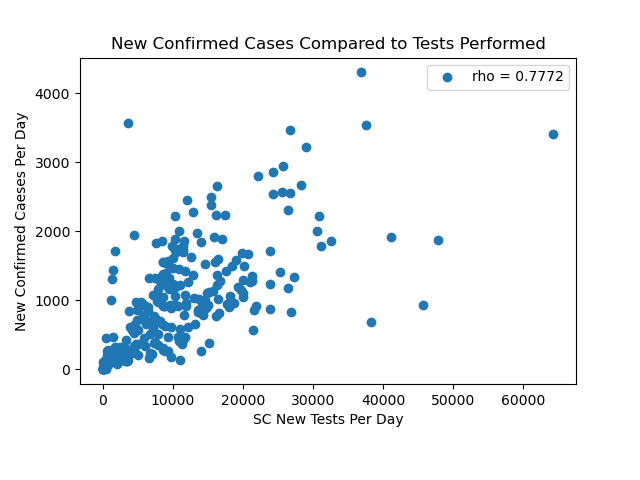 New Confirmed Cases Compared to Tests Performed
rho = 0.7772
4000
3000
2000
1000
0
New Confirmed Caeses Per Day
0 10000 20000 30000 40000 50000 60000
SC New Tests Per Day